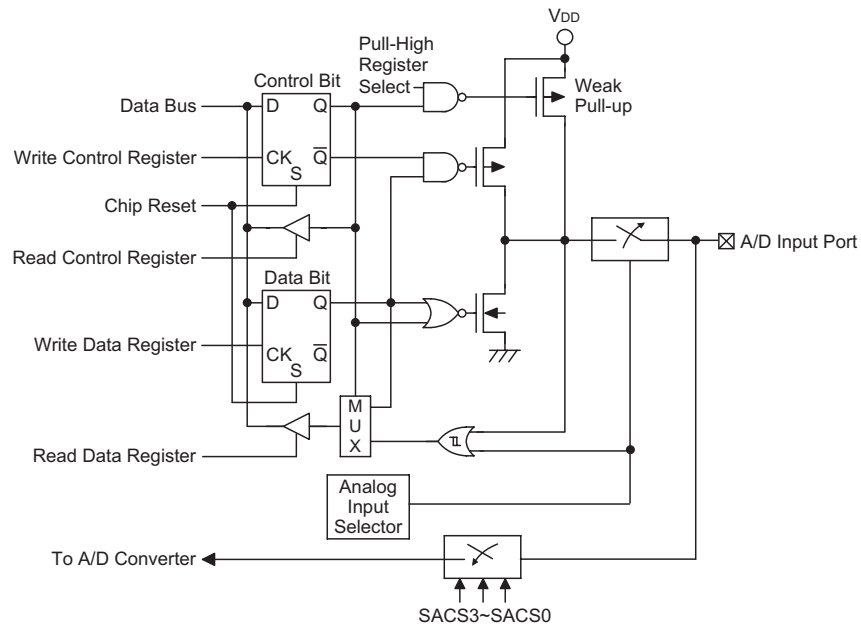 VDD
Pull-High
Register
Select
Control Bit
Weak
Pull-up
Data Bus
D
Q
Write Control Register
CK
Q̅
S
Chip Reset
Read Control Register
A/D Input Port
Data Bit
D
Q
Write Data Register
CK
Q̅
S
M
U
X
Read Data Register
Analog
Input
Selector
To A/D Converter
SACS3~SACS0